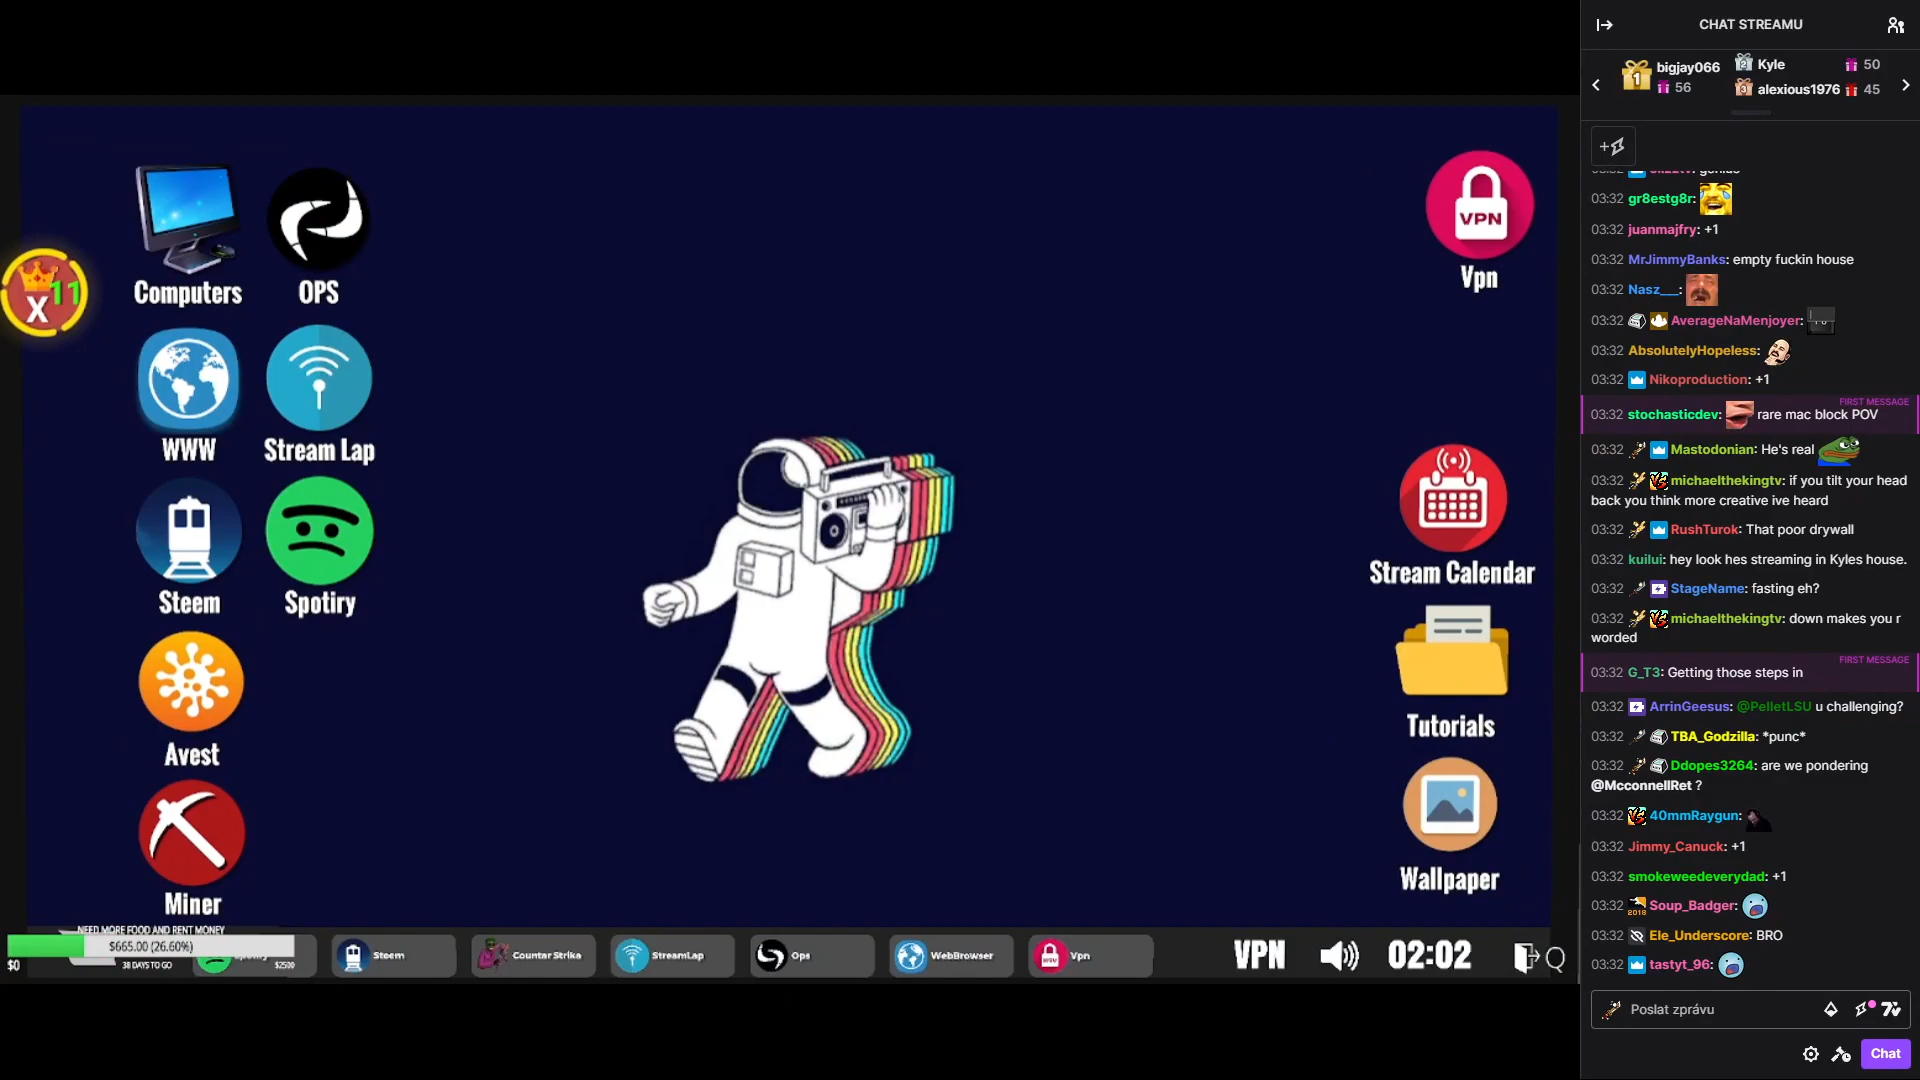 Computers
OPS
X 11
WWW
Stream Lap
Steem
Spotiry
Avest
Miner
VPN
Vpn
Stream Calendar
Tutorials
Wallpaper
NEED MORE FOOD AND RENT MONEY
$665.00 (26.60%)
$0
38 DAYS TO GO
$2500
Steem
Countar Strika
StreamLap
Ops
WebBrowser
Vpn
VPN
02:02
CHAT STREAMU
1 bigjay066
56
2 Kyle 50
3 alexious1976 45
03:32 gr8estg8r:
03:32 juanmajfry: +1
03:32 MrJimmyBanks: empty fuckin house
03:32 Nasz___:
03:32 AverageNaMenjoyer:
03:32 AbsolutelyHopeless:
03:32 Nikoproduction: +1
FIRST MESSAGE
03:32 stochasticdev: rare mac block POV
03:32 Mastodonian: He's real
03:32 michaelthekingtv: if you tilt your head
back you think more creative ive heard
03:32 RushTurok: That poor drywall
03:32 kuilui: hey look hes streaming in Kyles house.
03:32 StageName: fasting eh?
03:32 michaelthekingtv: down makes you r
worded
FIRST MESSAGE
03:32 G_T3: Getting those steps in
03:32 ArrinGeesus: @PelletLSU u challenging?
03:32 TBA_Godzilla: *punc*
03:32 Ddopes3264: are we pondering
@McconnellRet ?
03:32 40mmRaygun:
03:32 Jimmy_Canuck: +1
03:32 smokeweedeverydad: +1
03:32 2018 Soup_Badger:
03:32 Ele_Underscore: BRO
03:32 tastyt_96:
Poslat zprávu
Chat